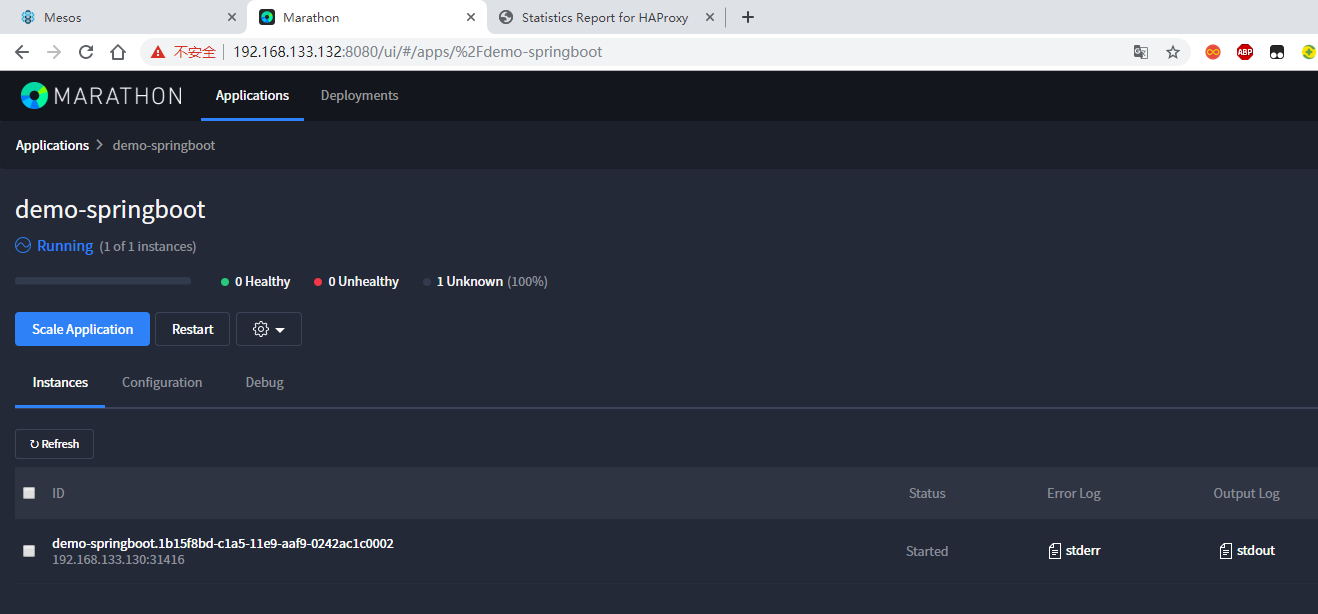 Mesos
Marathon
Statistics Report for HAProxy
不安全 192.168.133.132:8080/ui/#/apps/%2Fdemo-springboot
ABP
MARATHON Applications Deployments
Applications demo-springboot
demo-springboot
Running (1 of 1 instances)
0 Healthy 0 Unhealthy 1 Unknown (100%)
Scale Application Restart
Instances Configuration Debug
Refresh
ID Status Error Log Output Log
demo-springboot.1b15f8bd-c1a5-11e9-aaf9-0242ac1c0002
192.168.133.130:31416
Started stderr stdout